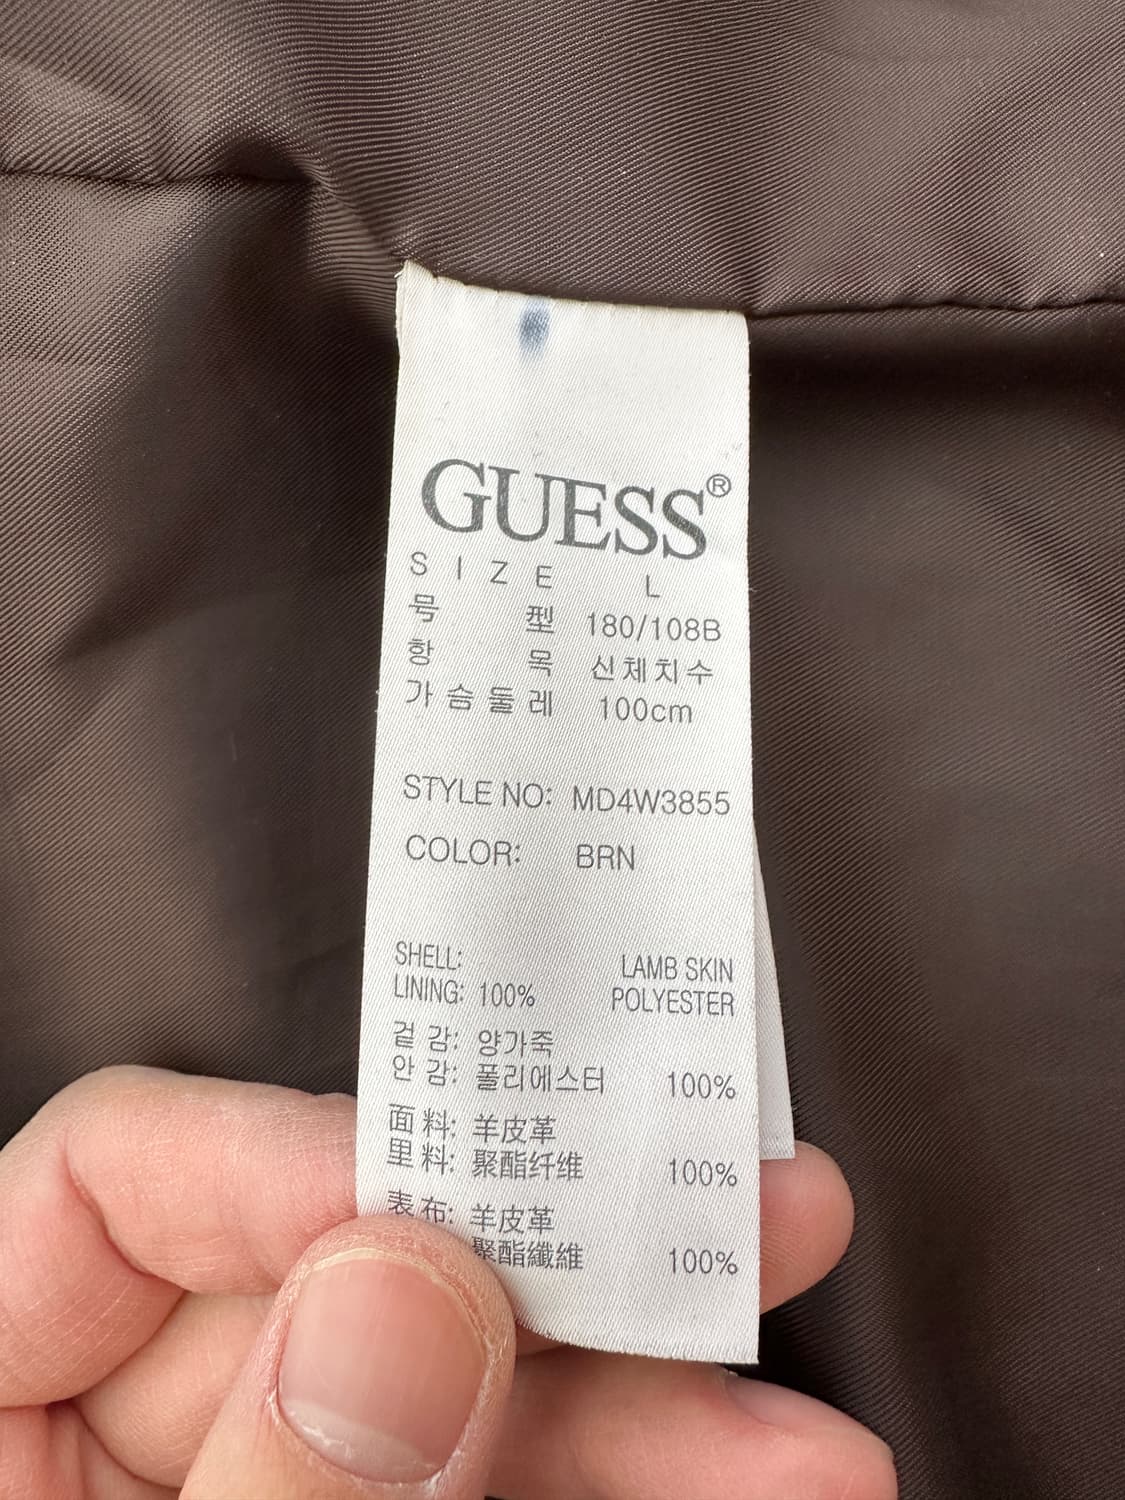 GUESS®
SIZE L
号型 180/108B
항목 신체치수
가슴둘레 100cm
STYLE NO: MD4W3855
COLOR: BRN
SHELL: LAMB SKIN
LINING: 100% POLYESTER
겉감: 양가죽
안감: 폴리에스터 100%
面料: 羊皮革
里料: 聚酯纤维 100%
表布: 羊皮革
聚酯纖維 100%